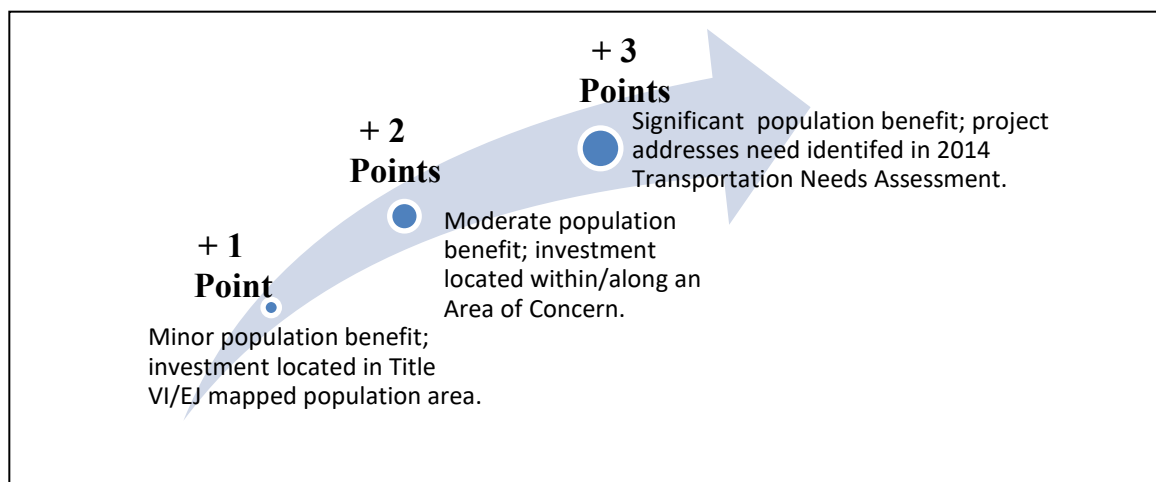 + 3
Points
Significant  population benefit; project
addresses need identifed in 2014
Transportation Needs Assessment.
+ 2
Points
Moderate population
benefit; investment
located within/along an
Area of Concern.
+ 1
Point
Minor population benefit;
investment located in Title
VI/EJ mapped population area.